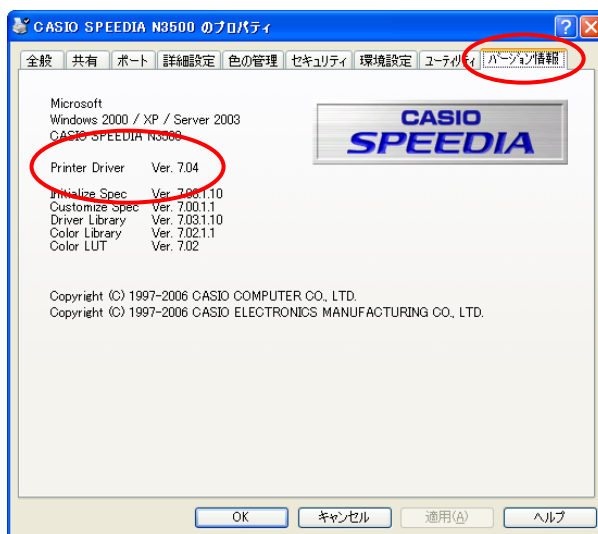 CASIO SPEEDIA N3500 のプロパティ
全般 共有 ポート 詳細設定 色の管理 セキュリティ 環境設定 ユーティリティ バージョン情報
Microsoft
Windows 2000 / XP / Server 2003
CASIO SPEEDIA N3500
CASIO
SPEEDIA
Printer Driver Ver. 7.04
Initialize Spec Ver. 7.00.1.10
Customize Spec Ver. 7.00.1.1
Driver Library Ver. 7.03.1.10
Color Library Ver. 7.02.1.1
Color LUT Ver. 7.02
Copyright (C) 1997-2006 CASIO COMPUTER CO., LTD.
Copyright (C) 1997-2006 CASIO ELECTRONICS MANUFACTURING CO., LTD.
OK キャンセル 適用(A) ヘルプ